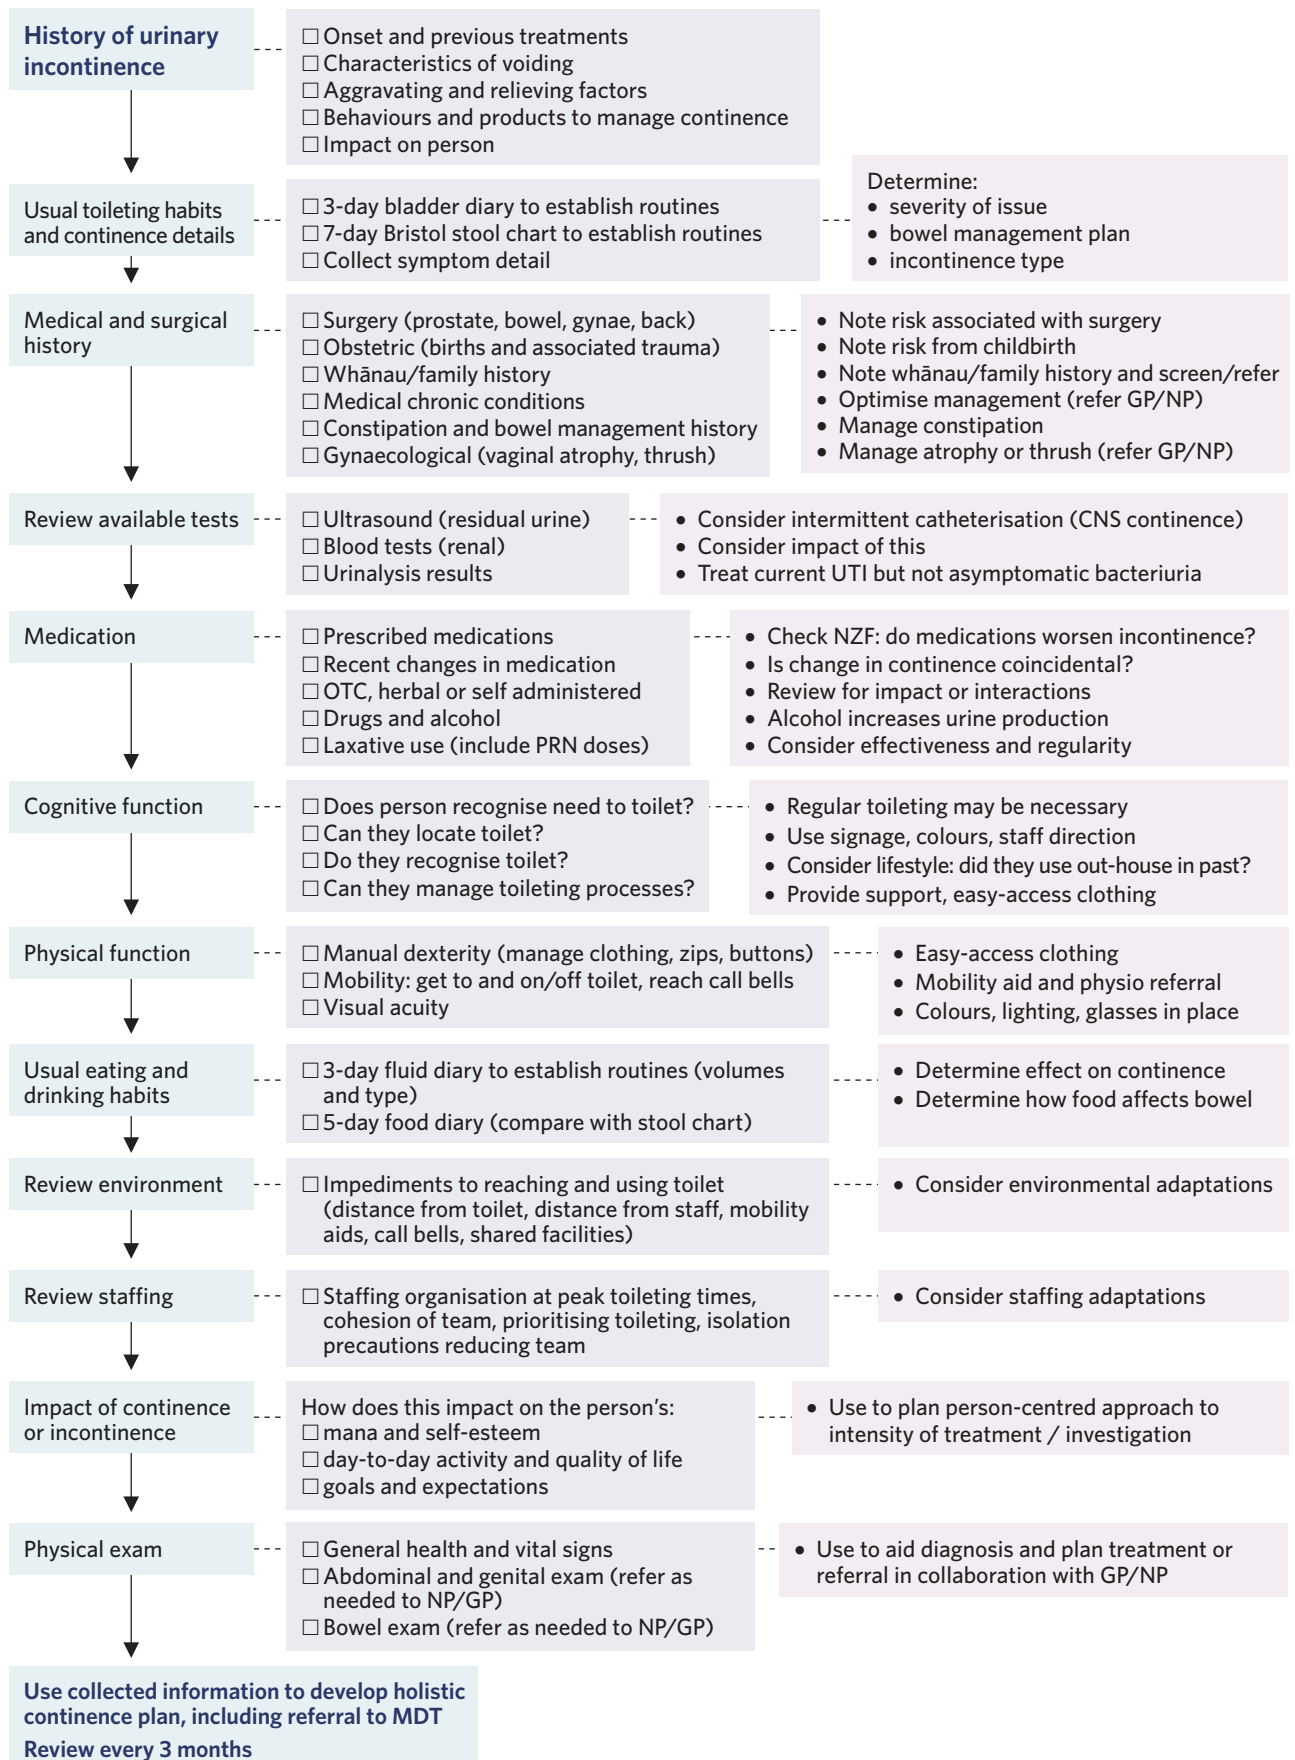 History of urinary
incontinence
☐ Onset and previous treatments
☐ Characteristics of voiding
☐ Aggravating and relieving factors
☐ Behaviours and products to manage continence
☐ Impact on person
Usual toileting habits
and continence details
☐ 3-day bladder diary to establish routines
☐ 7-day Bristol stool chart to establish routines
☐ Collect symptom detail
Determine:
• severity of issue
• bowel management plan
• incontinence type
Medical and surgical
history
☐ Surgery (prostate, bowel, gynae, back)
☐ Obstetric (births and associated trauma)
☐ Whānau/family history
☐ Medical chronic conditions
☐ Constipation and bowel management history
☐ Gynaecological (vaginal atrophy, thrush)
• Note risk associated with surgery
• Note risk from childbirth
• Note whānau/family history and screen/refer
• Optimise management (refer GP/NP)
• Manage constipation
• Manage atrophy or thrush (refer GP/NP)
Review available tests
☐ Ultrasound (residual urine)
☐ Blood tests (renal)
☐ Urinalysis results
• Consider intermittent catheterisation (CNS continence)
• Consider impact of this
• Treat current UTI but not asymptomatic bacteriuria
Medication
☐ Prescribed medications
☐ Recent changes in medication
☐ OTC, herbal or self administered
☐ Drugs and alcohol
☐ Laxative use (include PRN doses)
• Check NZF: do medications worsen incontinence?
• Is change in continence coincidental?
• Review for impact or interactions
• Alcohol increases urine production
• Consider effectiveness and regularity
Cognitive function
☐ Does person recognise need to toilet?
☐ Can they locate toilet?
☐ Do they recognise toilet?
☐ Can they manage toileting processes?
• Regular toileting may be necessary
• Use signage, colours, staff direction
• Consider lifestyle: did they use out-house in past?
• Provide support, easy-access clothing
Physical function
☐ Manual dexterity (manage clothing, zips, buttons)
☐ Mobility: get to and on/off toilet, reach call bells
☐ Visual acuity
• Easy-access clothing
• Mobility aid and physio referral
• Colours, lighting, glasses in place
Usual eating and
drinking habits
☐ 3-day fluid diary to establish routines (volumes
and type)
☐ 5-day food diary (compare with stool chart)
• Determine effect on continence
• Determine how food affects bowel
Review environment
☐ Impediments to reaching and using toilet
(distance from toilet, distance from staff, mobility
aids, call bells, shared facilities)
• Consider environmental adaptations
Review staffing
☐ Staffing organisation at peak toileting times,
cohesion of team, prioritising toileting, isolation
precautions reducing team
• Consider staffing adaptations
Impact of continence
or incontinence
How does this impact on the person's:
☐ mana and self-esteem
☐ day-to-day activity and quality of life
☐ goals and expectations
• Use to plan person-centred approach to
intensity of treatment / investigation
Physical exam
☐ General health and vital signs
☐ Abdominal and genital exam (refer as
needed to NP/GP)
☐ Bowel exam (refer as needed to NP/GP)
• Use to aid diagnosis and plan treatment or
referral in collaboration with GP/NP
Use collected information to develop holistic
continence plan, including referral to MDT
Review every 3 months